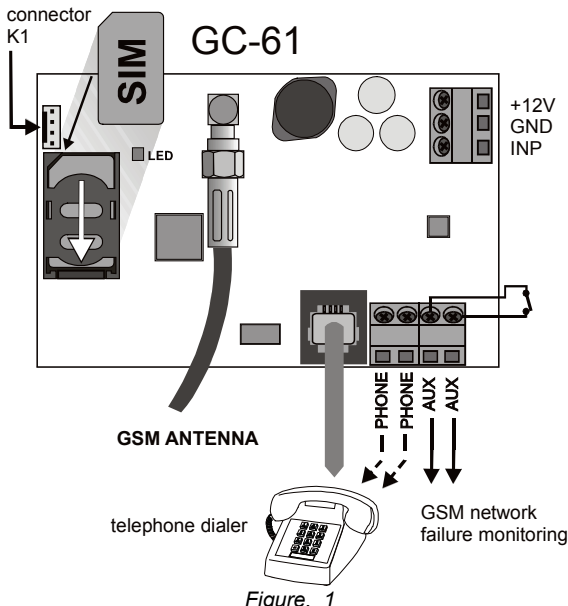 connector
K1
SIM
GC-61
LED
+12V
GND
INP
PHONE
PHONE
AUX
AUX
GSM ANTENNA
telephone dialer
GSM network
failure monitoring
Figure. 1